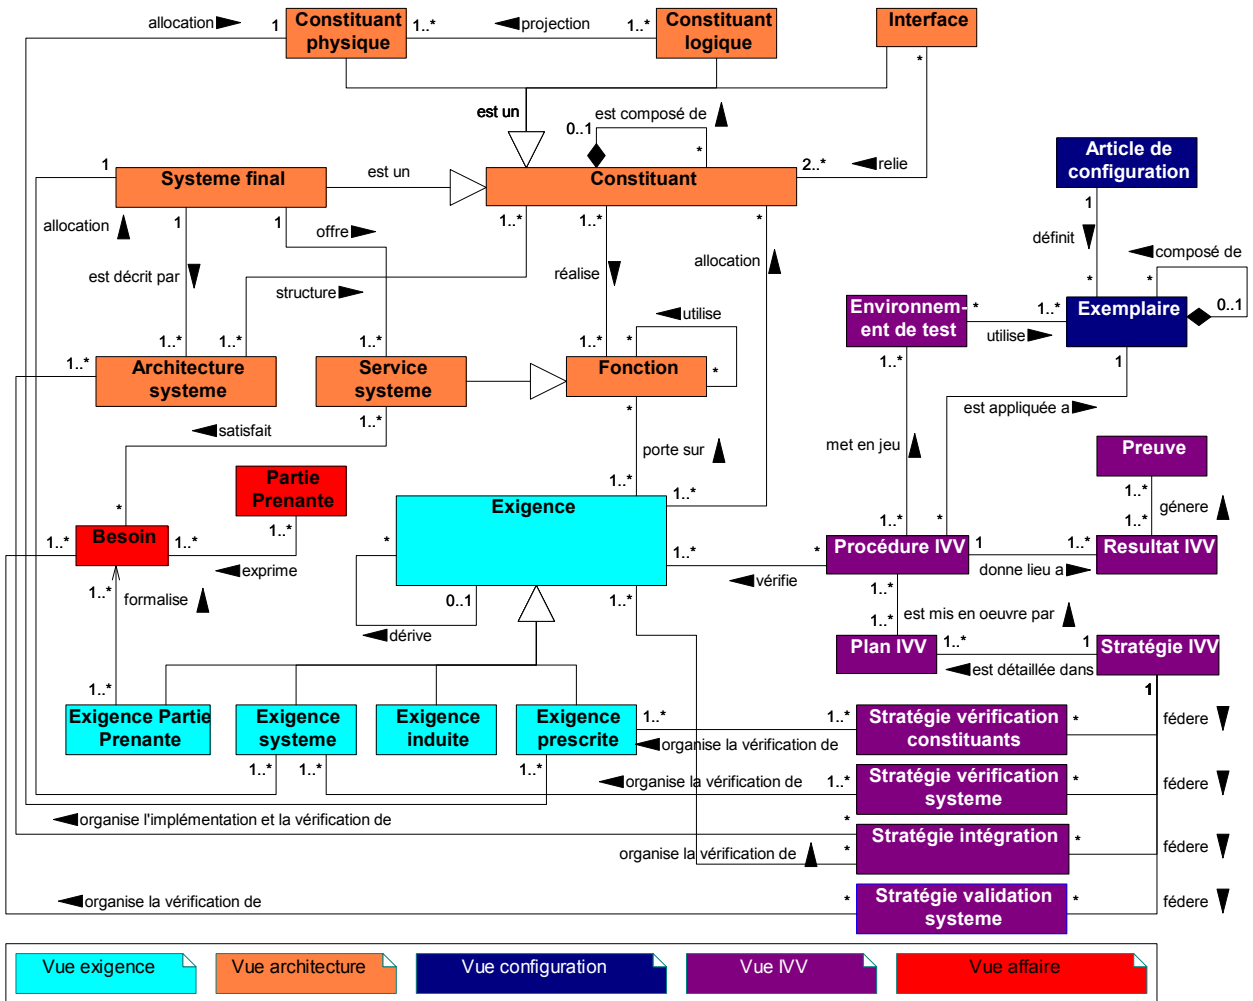 allocation
1
Constituant
physique
1..*
projection
1..*
Constituant
logique
Interface
*
est un
est composé de
0..1
*
2..*
relie
Article de
configuration
1
1
Systeme final
est un
Constituant
allocation
1
1
offre
1..*
1..*
*
définit
composé de
est décrit par
structure
réalise
allocation
*
*
Environnem-
ent de test
*
1..*
Exemplaire
0..1
utilise
utilise
1..*
1..*
1..*
1..*
*
1..*
1..*
Architecture
systeme
Service
systeme
Fonction
*
1
1..*
*
est appliquée a
satisfait
porte sur
met en jeu
Preuve
Partie
Prenante
1..*
1..*
Exigence
1..*
génere
*
1..*
1..*
*
1..*
1..*
Besoin
1..*
*
1..*
*
Procédure IVV
1
1..*
Resultat IVV
exprime
vérifie
donne lieu a
1..*
formalise
0..1
1..*
1..*
est mis en oeuvre par
1..*
dérive
Plan IVV
1..*
1
Stratégie IVV
est détaillée dans
1..*
1
Exigence Partie
Prenante
Exigence
systeme
Exigence
induite
Exigence
prescrite
1..*
1..*
Stratégie vérification
constituants
*
fédere
organise la vérification de
1..*
1..*
1..*
organise la vérification de
1..*
Stratégie vérification
systeme
*
fédere
organise l'implémentation et la vérification de
*
Stratégie intégration
*
fédere
organise la vérification de
*
organise la vérification de
*
Stratégie validation
systeme
*
fédere
Vue exigence
Vue architecture
Vue configuration
Vue IVV
Vue affaire